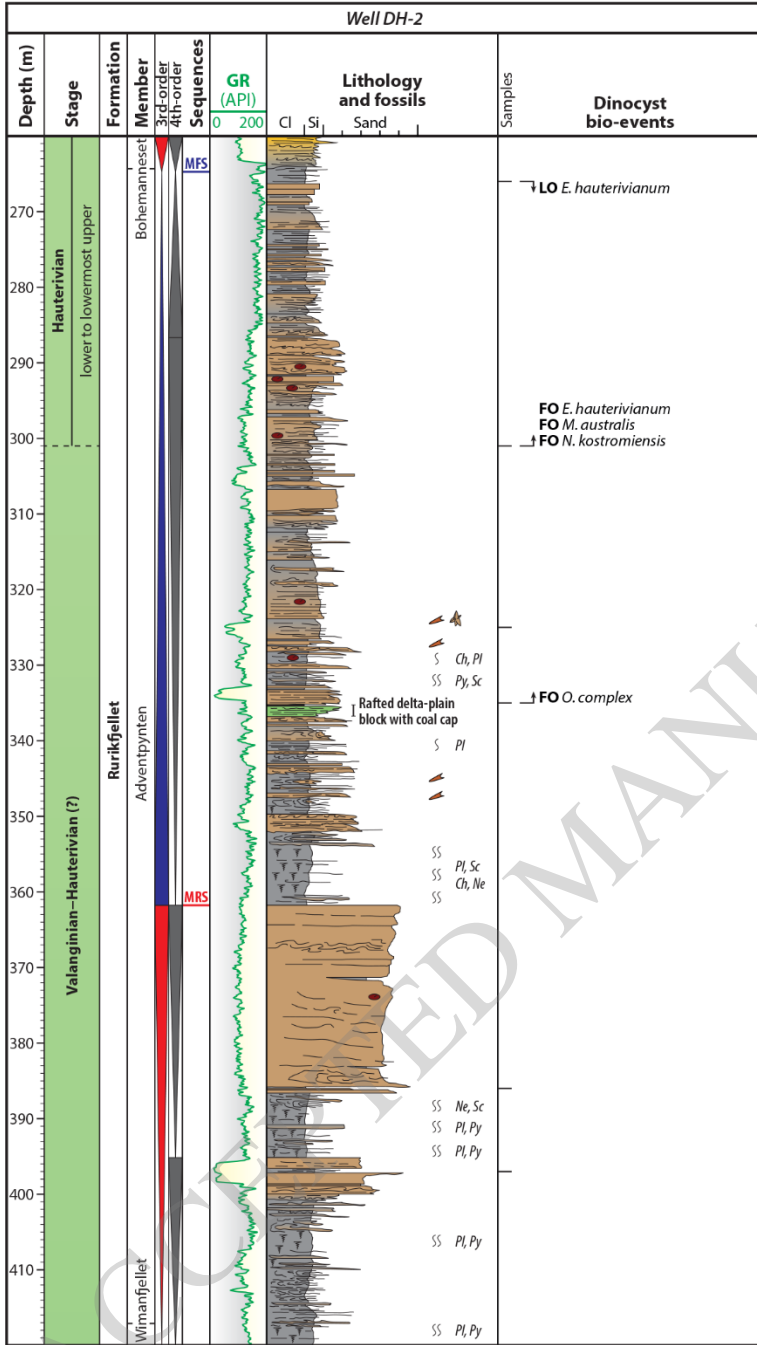 Well DH-2
Depth (m)
Stage
Formation
Member
3rd-order
4th-order
Sequences
GR
(API)
0 200
Lithology
and fossils
Cl Si Sand
Samples
Dinocyst
bio-events
Bohemanneset
MFS
LO E. hauterivianum
270
Hauterivian
lower to lowermost upper
280
290
FO E. hauterivianum
FO M. australis
300
FO N. kostromiensis
310
320
Ch, Pl
330
Py, Sc
FO O. complex
Rafted delta-plain
block with coal cap
Rurikfjellet
Adventpynten
340
Pl
350
Valanginian–Hauterivian (?)
Pl, Sc
Ch, Ne
360
MRS
370
380
Ne, Sc
390
Pl, Py
Pl, Py
400
Pl, Py
410
Wimanfjellet
Pl, Py
ACCEPTED MANU